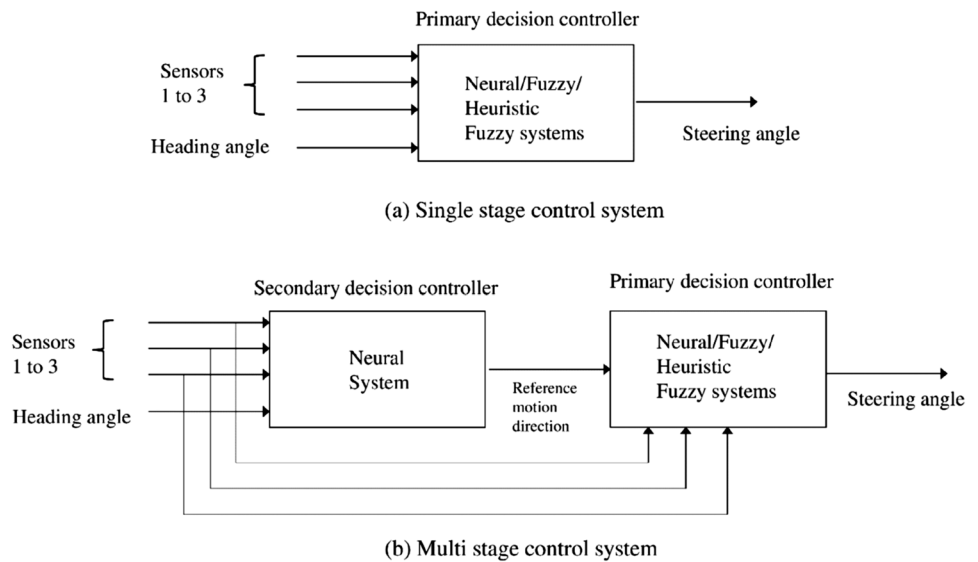 Primary decision controller
Sensors
1 to 3
Neural/Fuzzy/
Heuristic
Fuzzy systems
Heading angle
Steering angle
(a) Single stage control system
Secondary decision controller
Primary decision controller
Sensors
1 to 3
Neural
System
Neural/Fuzzy/
Heuristic
Fuzzy systems
Reference
motion
direction
Heading angle
Steering angle
(b) Multi stage control system